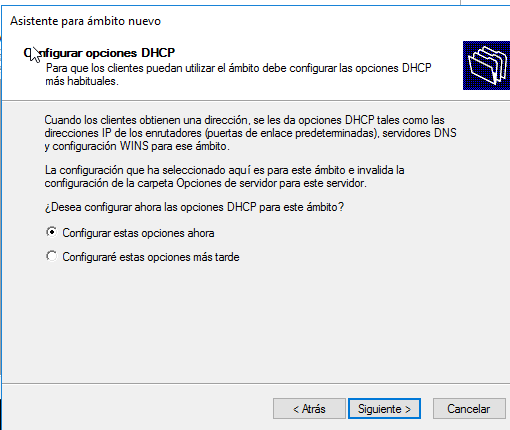 Asistente para ámbito nuevo
Configurar opciones DHCP
Para que los clientes puedan utilizar el ámbito debe configurar las opciones DHCP
más habituales.
Cuando los clientes obtienen una dirección, se les da opciones DHCP tales como las
direcciones IP de los enrutadores (puertas de enlace predeterminadas), servidores DNS
y configuración WINS para ese ámbito.
La configuración que ha seleccionado aquí es para este ámbito e invalida la
configuración de la carpeta Opciones de servidor para este servidor.
¿Desea configurar ahora las opciones DHCP para este ámbito?
Configurar estas opciones ahora
Configuraré estas opciones más tarde
< Atrás
Siguiente >
Cancelar